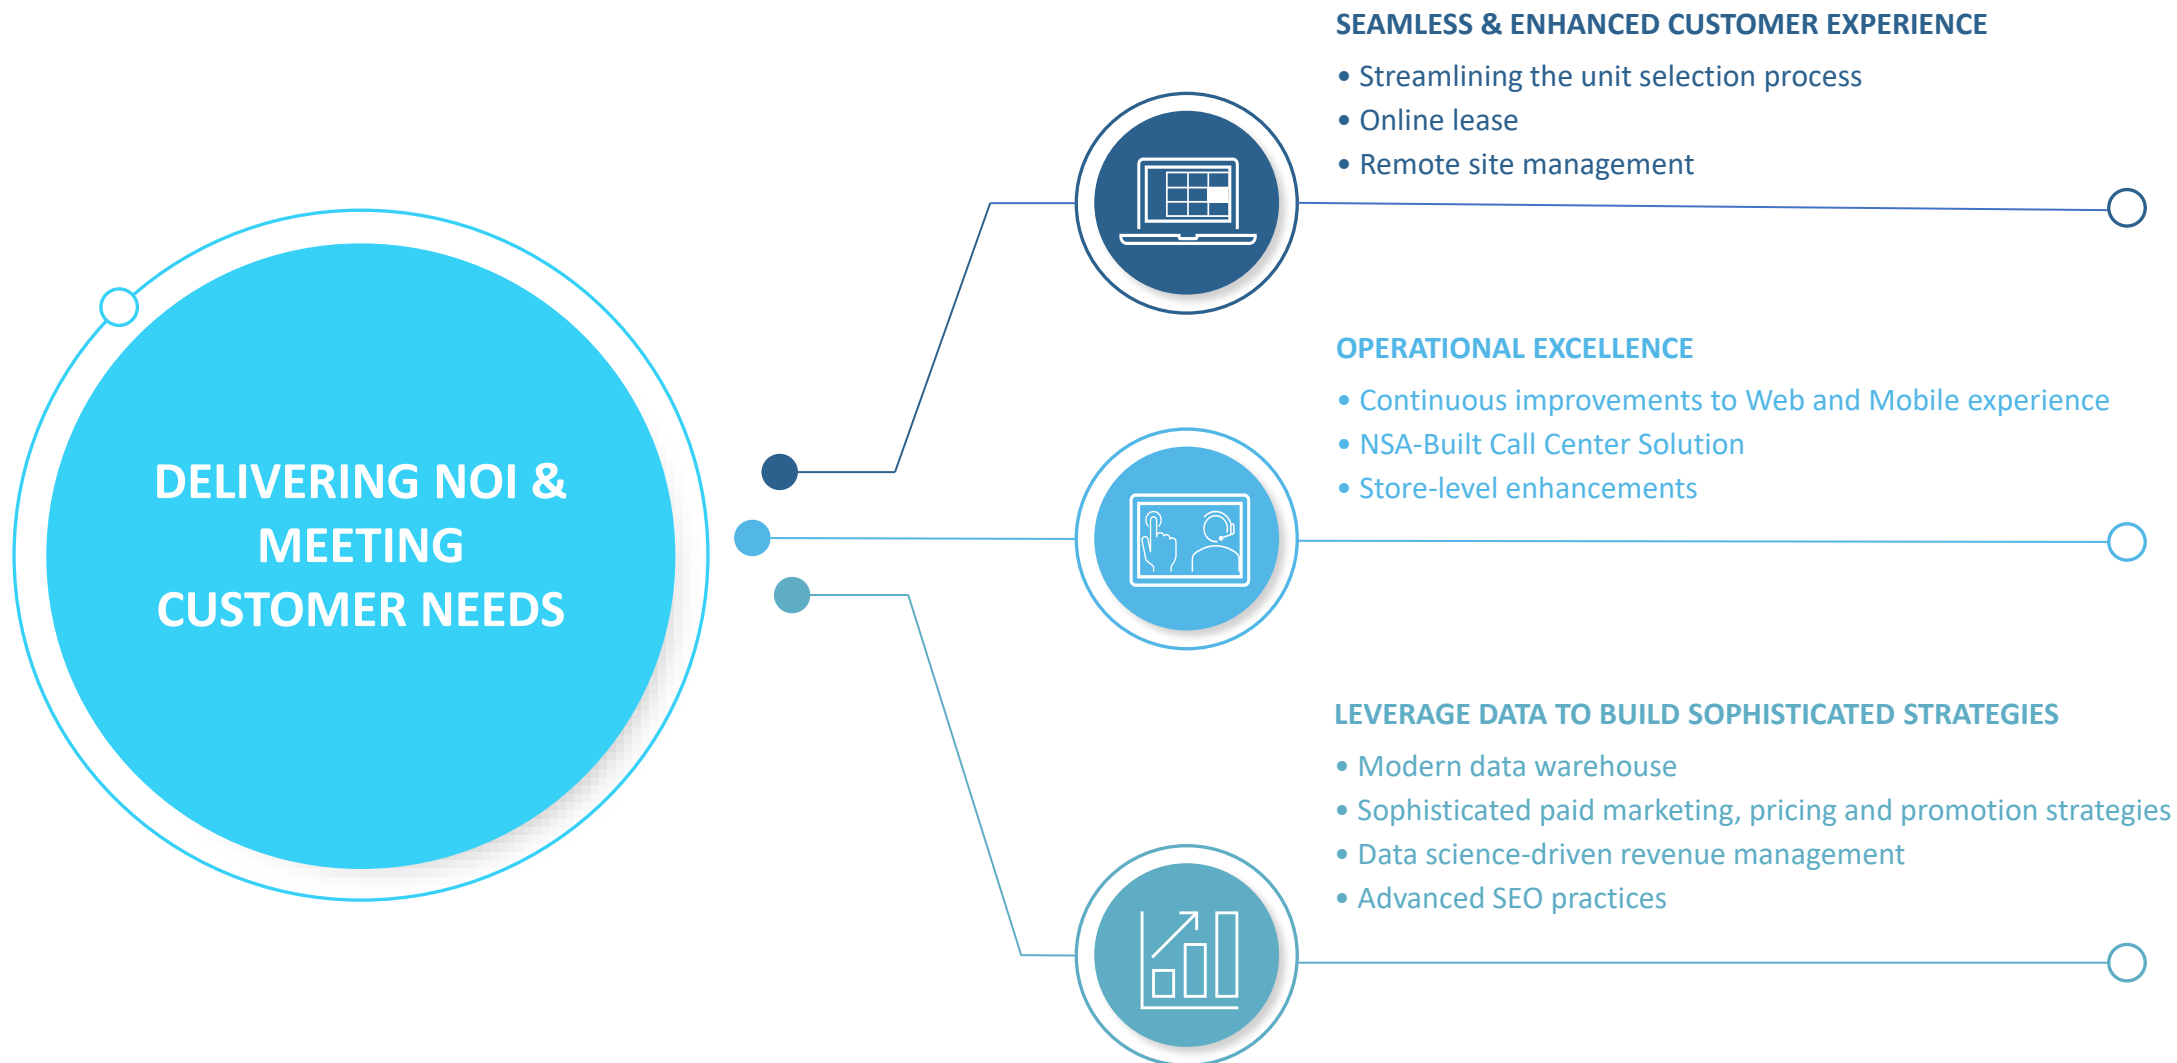 DELIVERING NOI &
MEETING
CUSTOMER NEEDS
SEAMLESS & ENHANCED CUSTOMER EXPERIENCE
• Streamlining the unit selection process
• Online lease
• Remote site management
OPERATIONAL EXCELLENCE
• Continuous improvements to Web and Mobile experience
• NSA-Built Call Center Solution
• Store-level enhancements
LEVERAGE DATA TO BUILD SOPHISTICATED STRATEGIES
• Modern data warehouse
• Sophisticated paid marketing, pricing and promotion strategies
• Data science-driven revenue management
• Advanced SEO practices